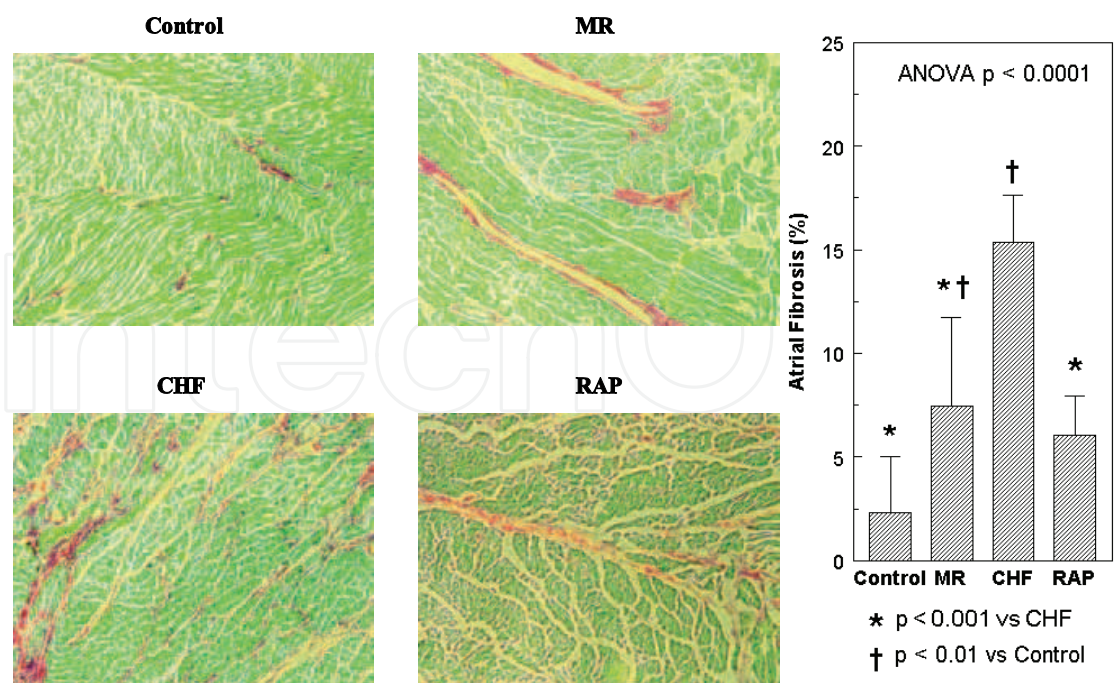 Control
MR
CHF
RAP
25
20
15
10
5
0
Atrial Fibrosis (%)
ANOVA p < 0.0001
†
* †
*
*
Control MR CHF RAP
* p < 0.001 vs CHF
† p < 0.01 vs Control
IntechO